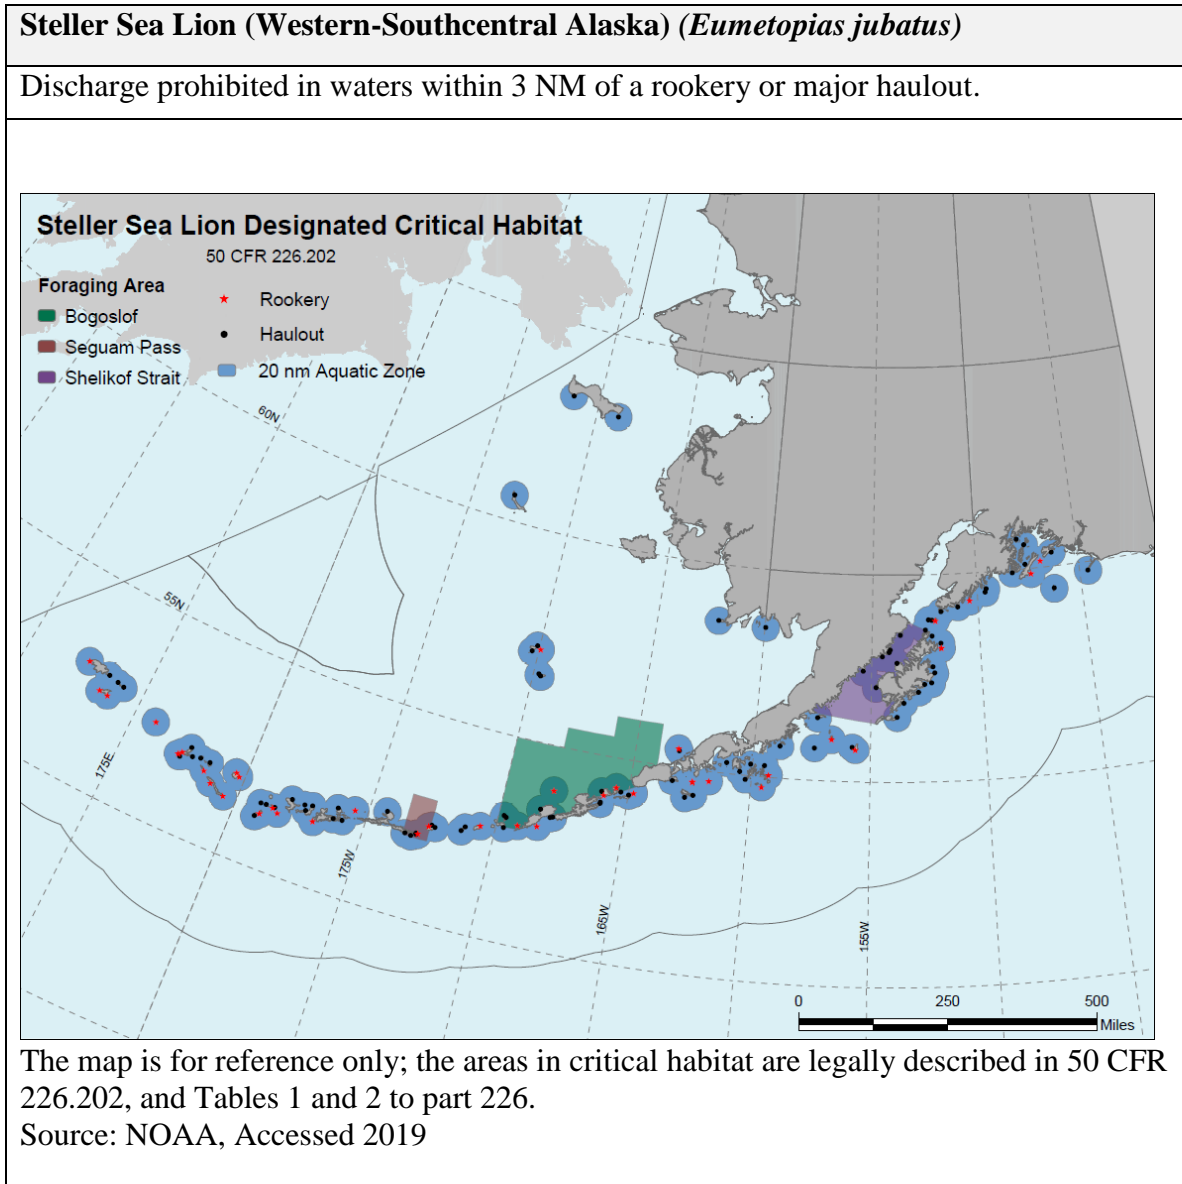 Steller Sea Lion (Western-Southcentral Alaska) (Eumetopias jubatus)
Discharge prohibited in waters within 3 NM of a rookery or major haulout.
Steller Sea Lion Designated Critical Habitat
50 CFR 226.202
Foraging Area
Bogoslof
Seguam Pass
Shelikof Strait
Rookery
Haulout
20 nm Aquatic Zone
60N
55N
175E
175W
165W
155W
0 250 500
Miles
The map is for reference only; the areas in critical habitat are legally described in 50 CFR
226.202, and Tables 1 and 2 to part 226.
Source: NOAA, Accessed 2019